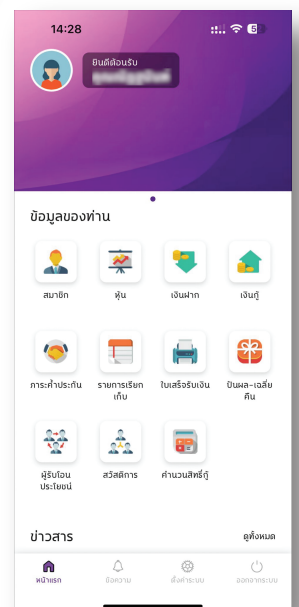 14:28
5
ยินดีต้อนรับ
ข้อมูลของท่าน
สมาชิก
หุ้น
เงินฝาก
เงินกู้
ภาระค้ำประกัน
รายการเรียก
เก็บ
ใบเสร็จรับเงิน
ปันผล-เฉลี่ย
คืน
ผู้รับโอน
ประโยชน์
สวัสดิการ
คำนวนสิทธิ์กู้
ข่าวสาร
ดูทั้งหมด
หน้าแรก
ข้อความ
ตั้งค่าระบบ
ออกจากระบบ